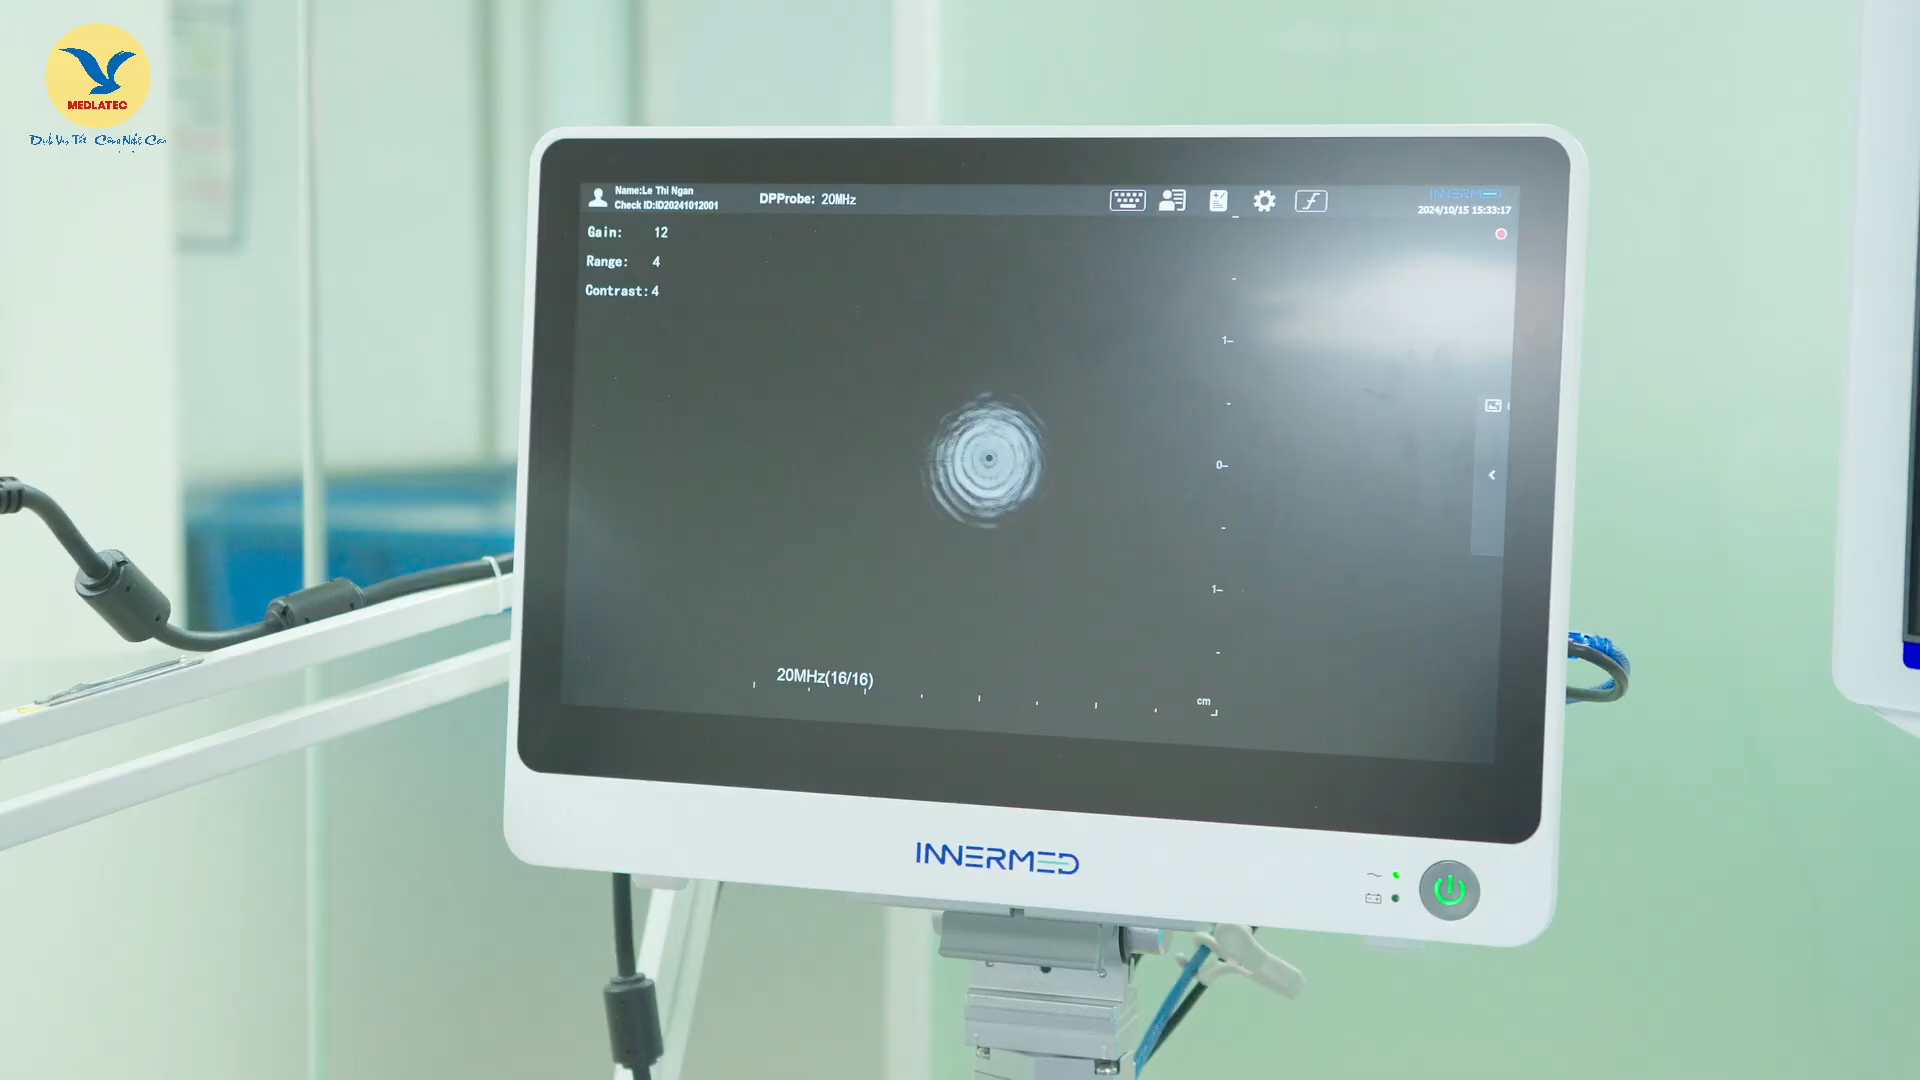 MEDLATEC
Name:Le Thi Ngan
Check ID:ID20241012001
DPProbe: 20MHz
INNERMED
2024/10/15 15:33:17
Gain: 12
Range: 4
Contrast:4
1
0
1
20MHz(16/16)
cm
INNERMED